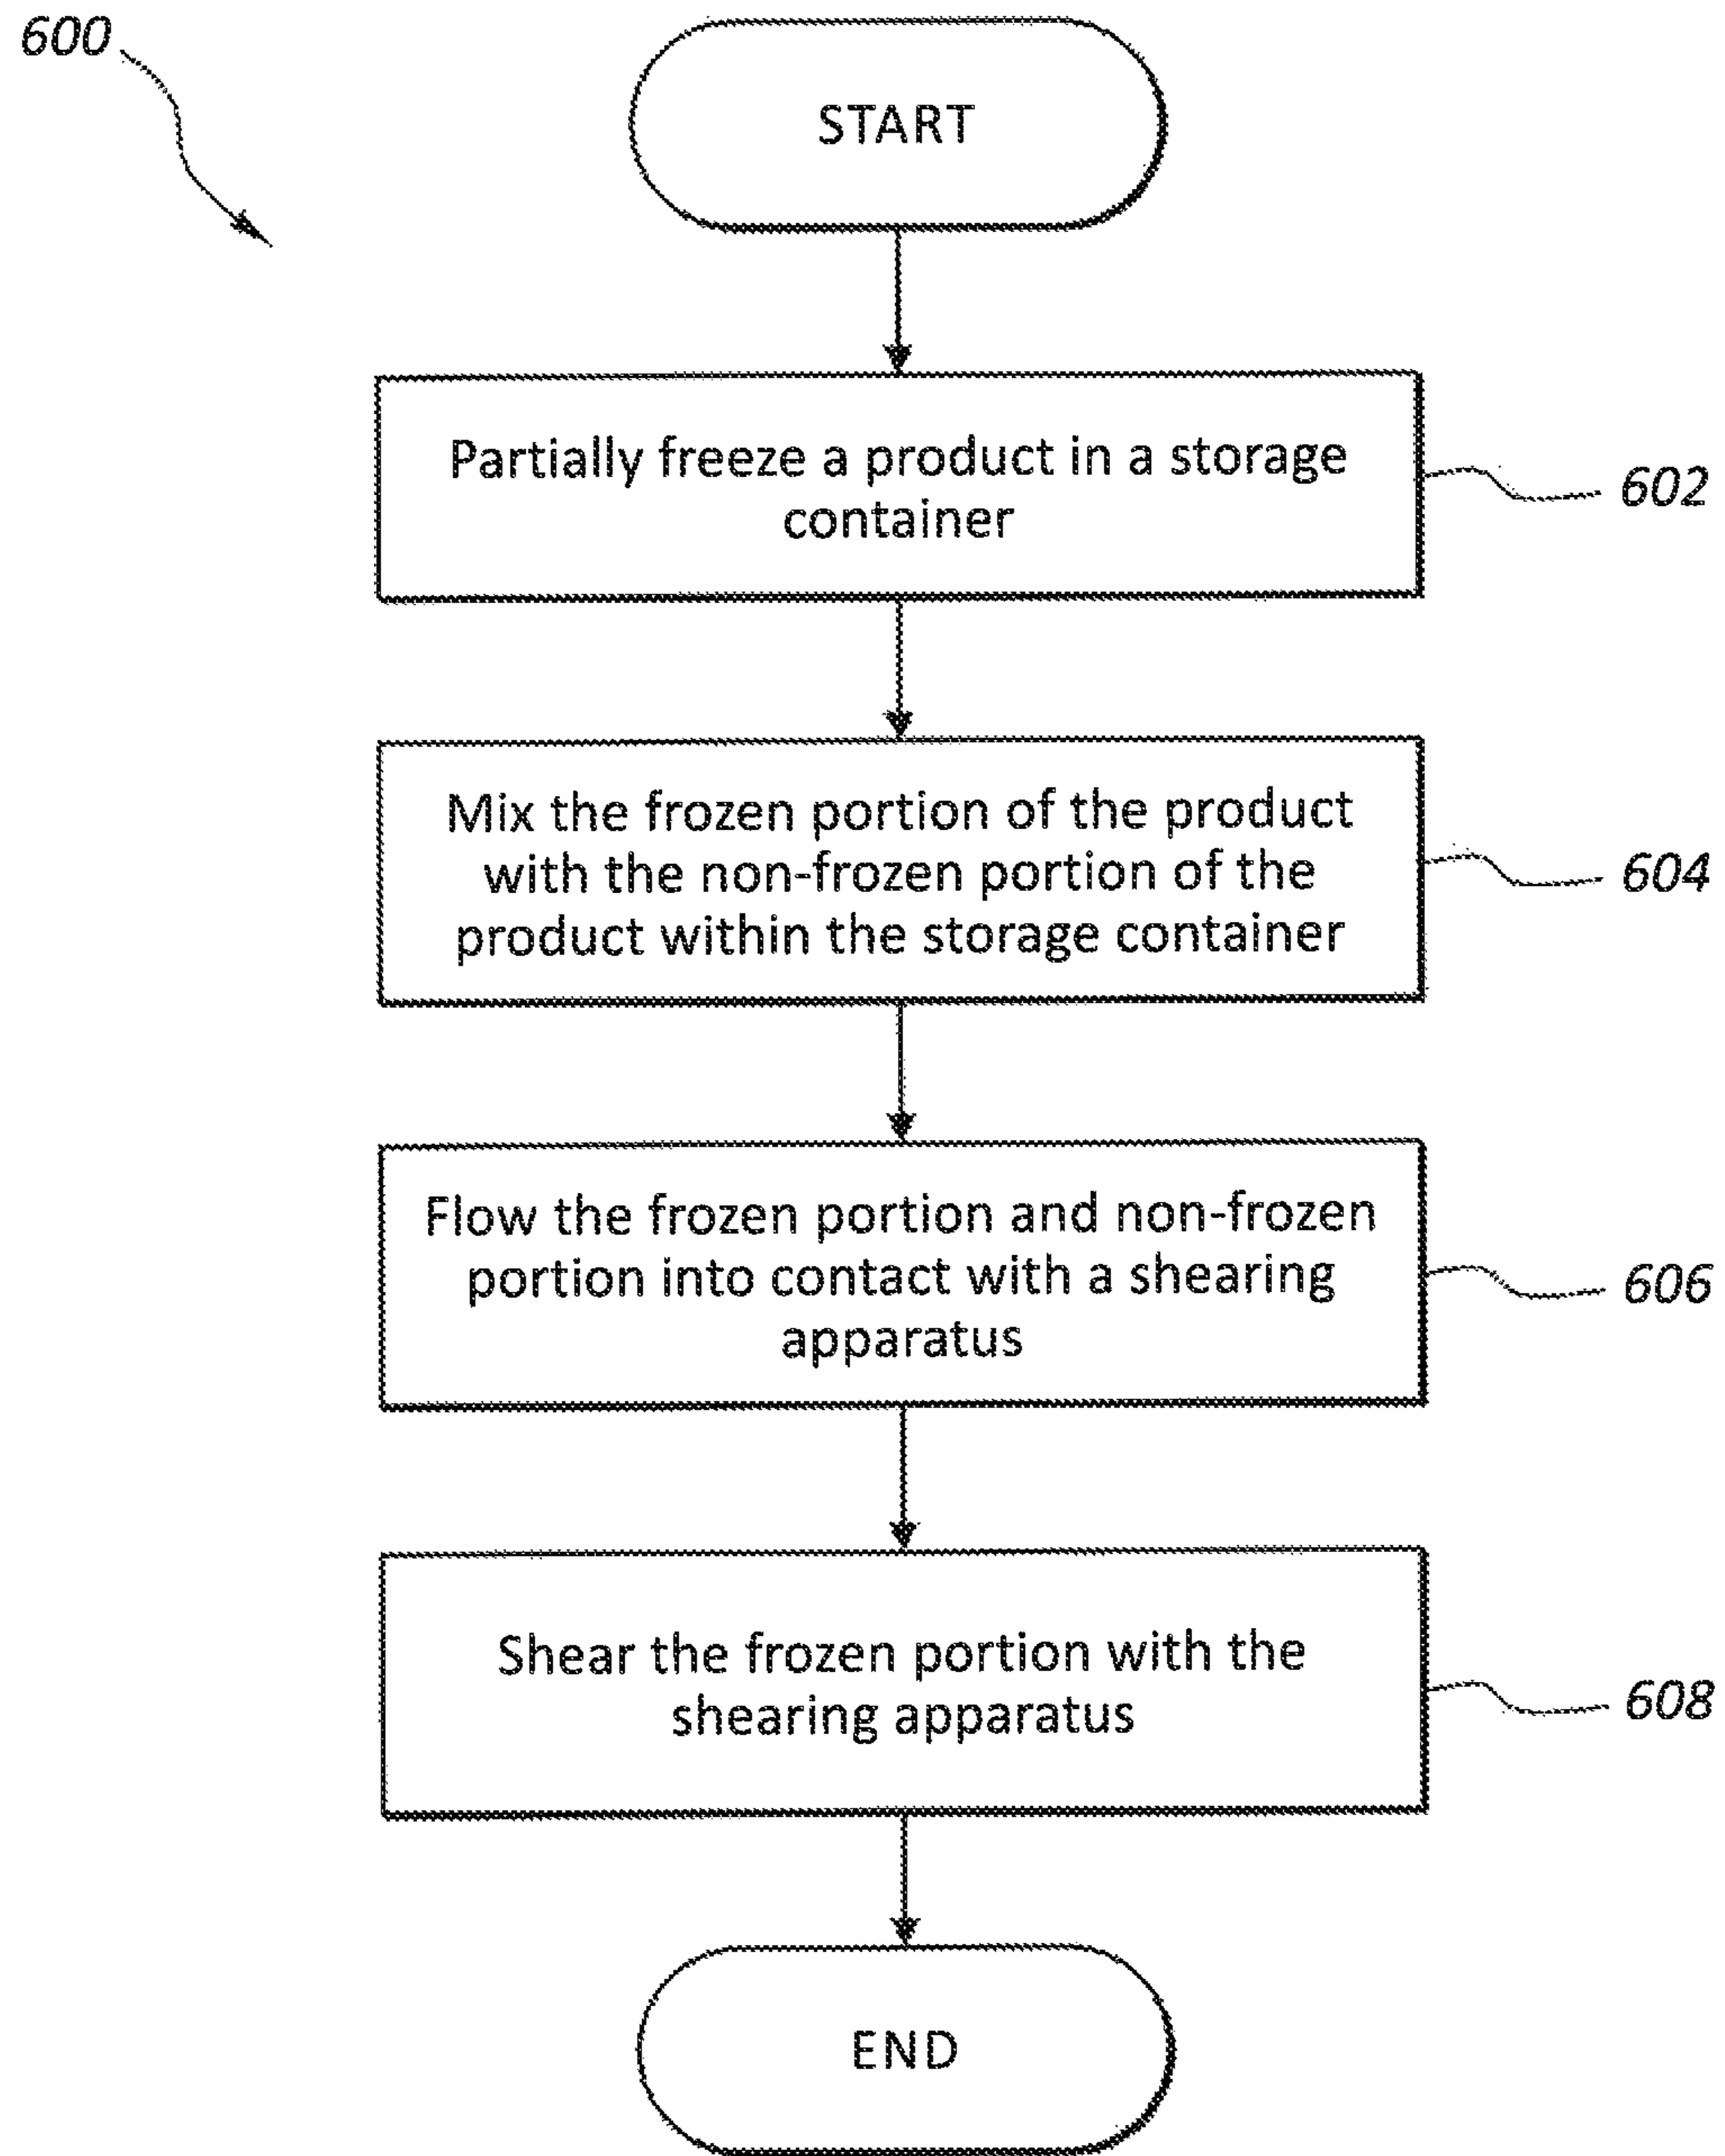 600
START
Partially freeze a product in a storage
container
602
Mix the frozen portion of the product
with the non-frozen portion of the
product within the storage container
604
Flow the frozen portion and non-frozen
portion into contact with a shearing
apparatus
606
Shear the frozen portion with the
shearing apparatus
608
END